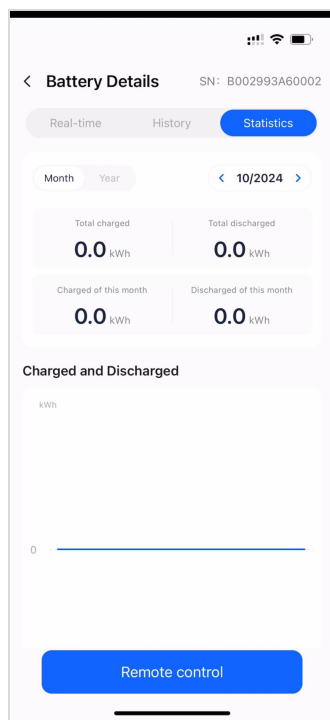 Battery Details SN: B002993A60002
Real-time History Statistics
Month Year 10/2024
Total charged Total discharged
0.0 kWh 0.0 kWh
Charged of this month Discharged of this month
0.0 kWh 0.0 kWh
Charged and Discharged
kWh
0
Remote control